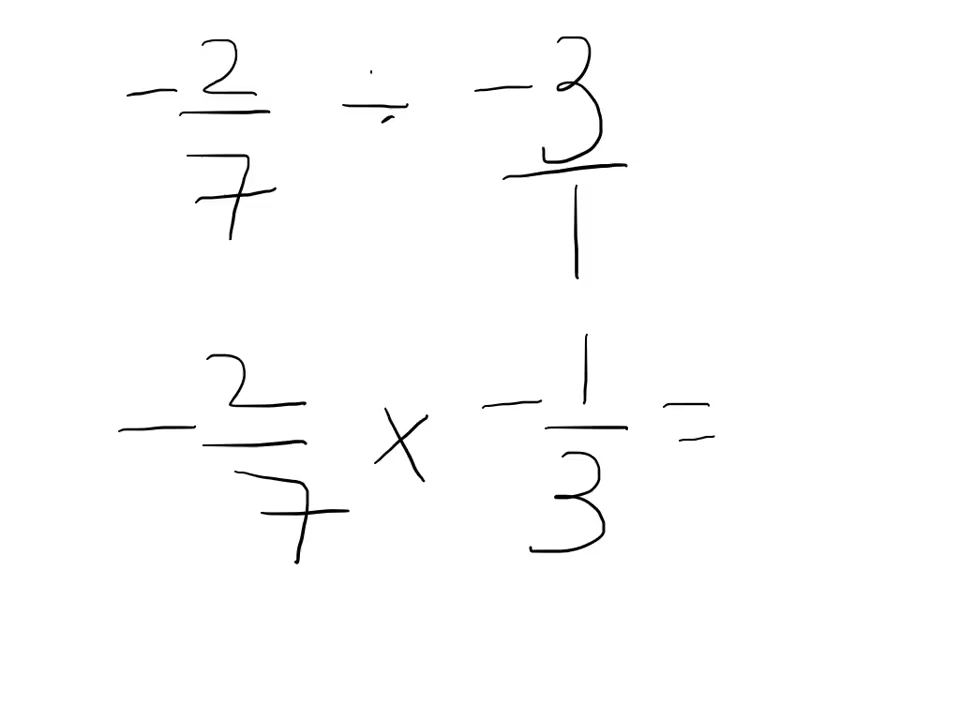 -2/7 ÷ -3/1
-2/7 × -1/3 =